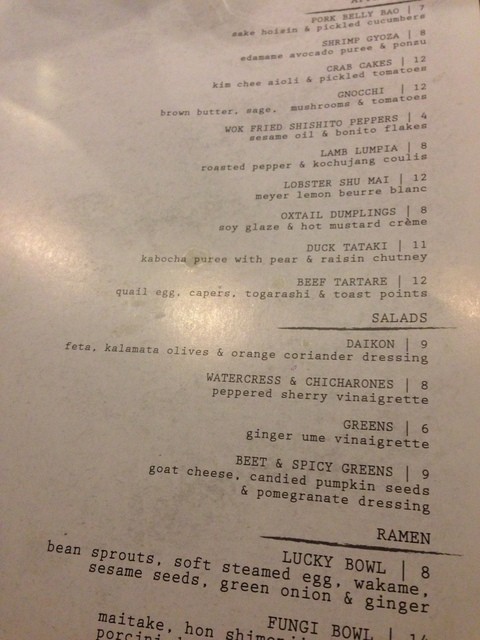 PORK BELLY BAO | 7
sake hoisin & pickled cucumbers
SHRIMP GYOZA | 8
edamame avocado puree & ponzu
CRAB CAKES | 12
kim chee aioli & pickled tomatoes
GNOCCHI | 12
brown butter, sage, mushrooms & tomatoes
WOK FRIED SHISHITO PEPPERS | 4
sesame oil & bonito flakes
LAMB LUMPIA | 8
roasted pepper & kochujang coulis
LOBSTER SHU MAI | 12
meyer lemon beurre blanc
OXTAIL DUMPLINGS | 8
soy glaze & hot mustard crème
DUCK TATAKI | 11
kabocha puree with pear & raisin chutney
BEEF TARTARE | 12
quail egg, capers, togarashi & toast points
SALADS
DAIKON | 9
feta, kalamata olives & orange coriander dressing
WATERCRESS & CHICHARONES | 8
peppered sherry vinaigrette
GREENS | 6
ginger ume vinaigrette
BEET & SPICY GREENS | 9
goat cheese, candied pumpkin seeds
& pomegranate dressing
RAMEN
LUCKY BOWL | 8
bean sprouts, soft steamed egg, wakame,
sesame seeds, green onion & ginger
FUNGI BOWL | 14
maitake, hon shimeji
porcini